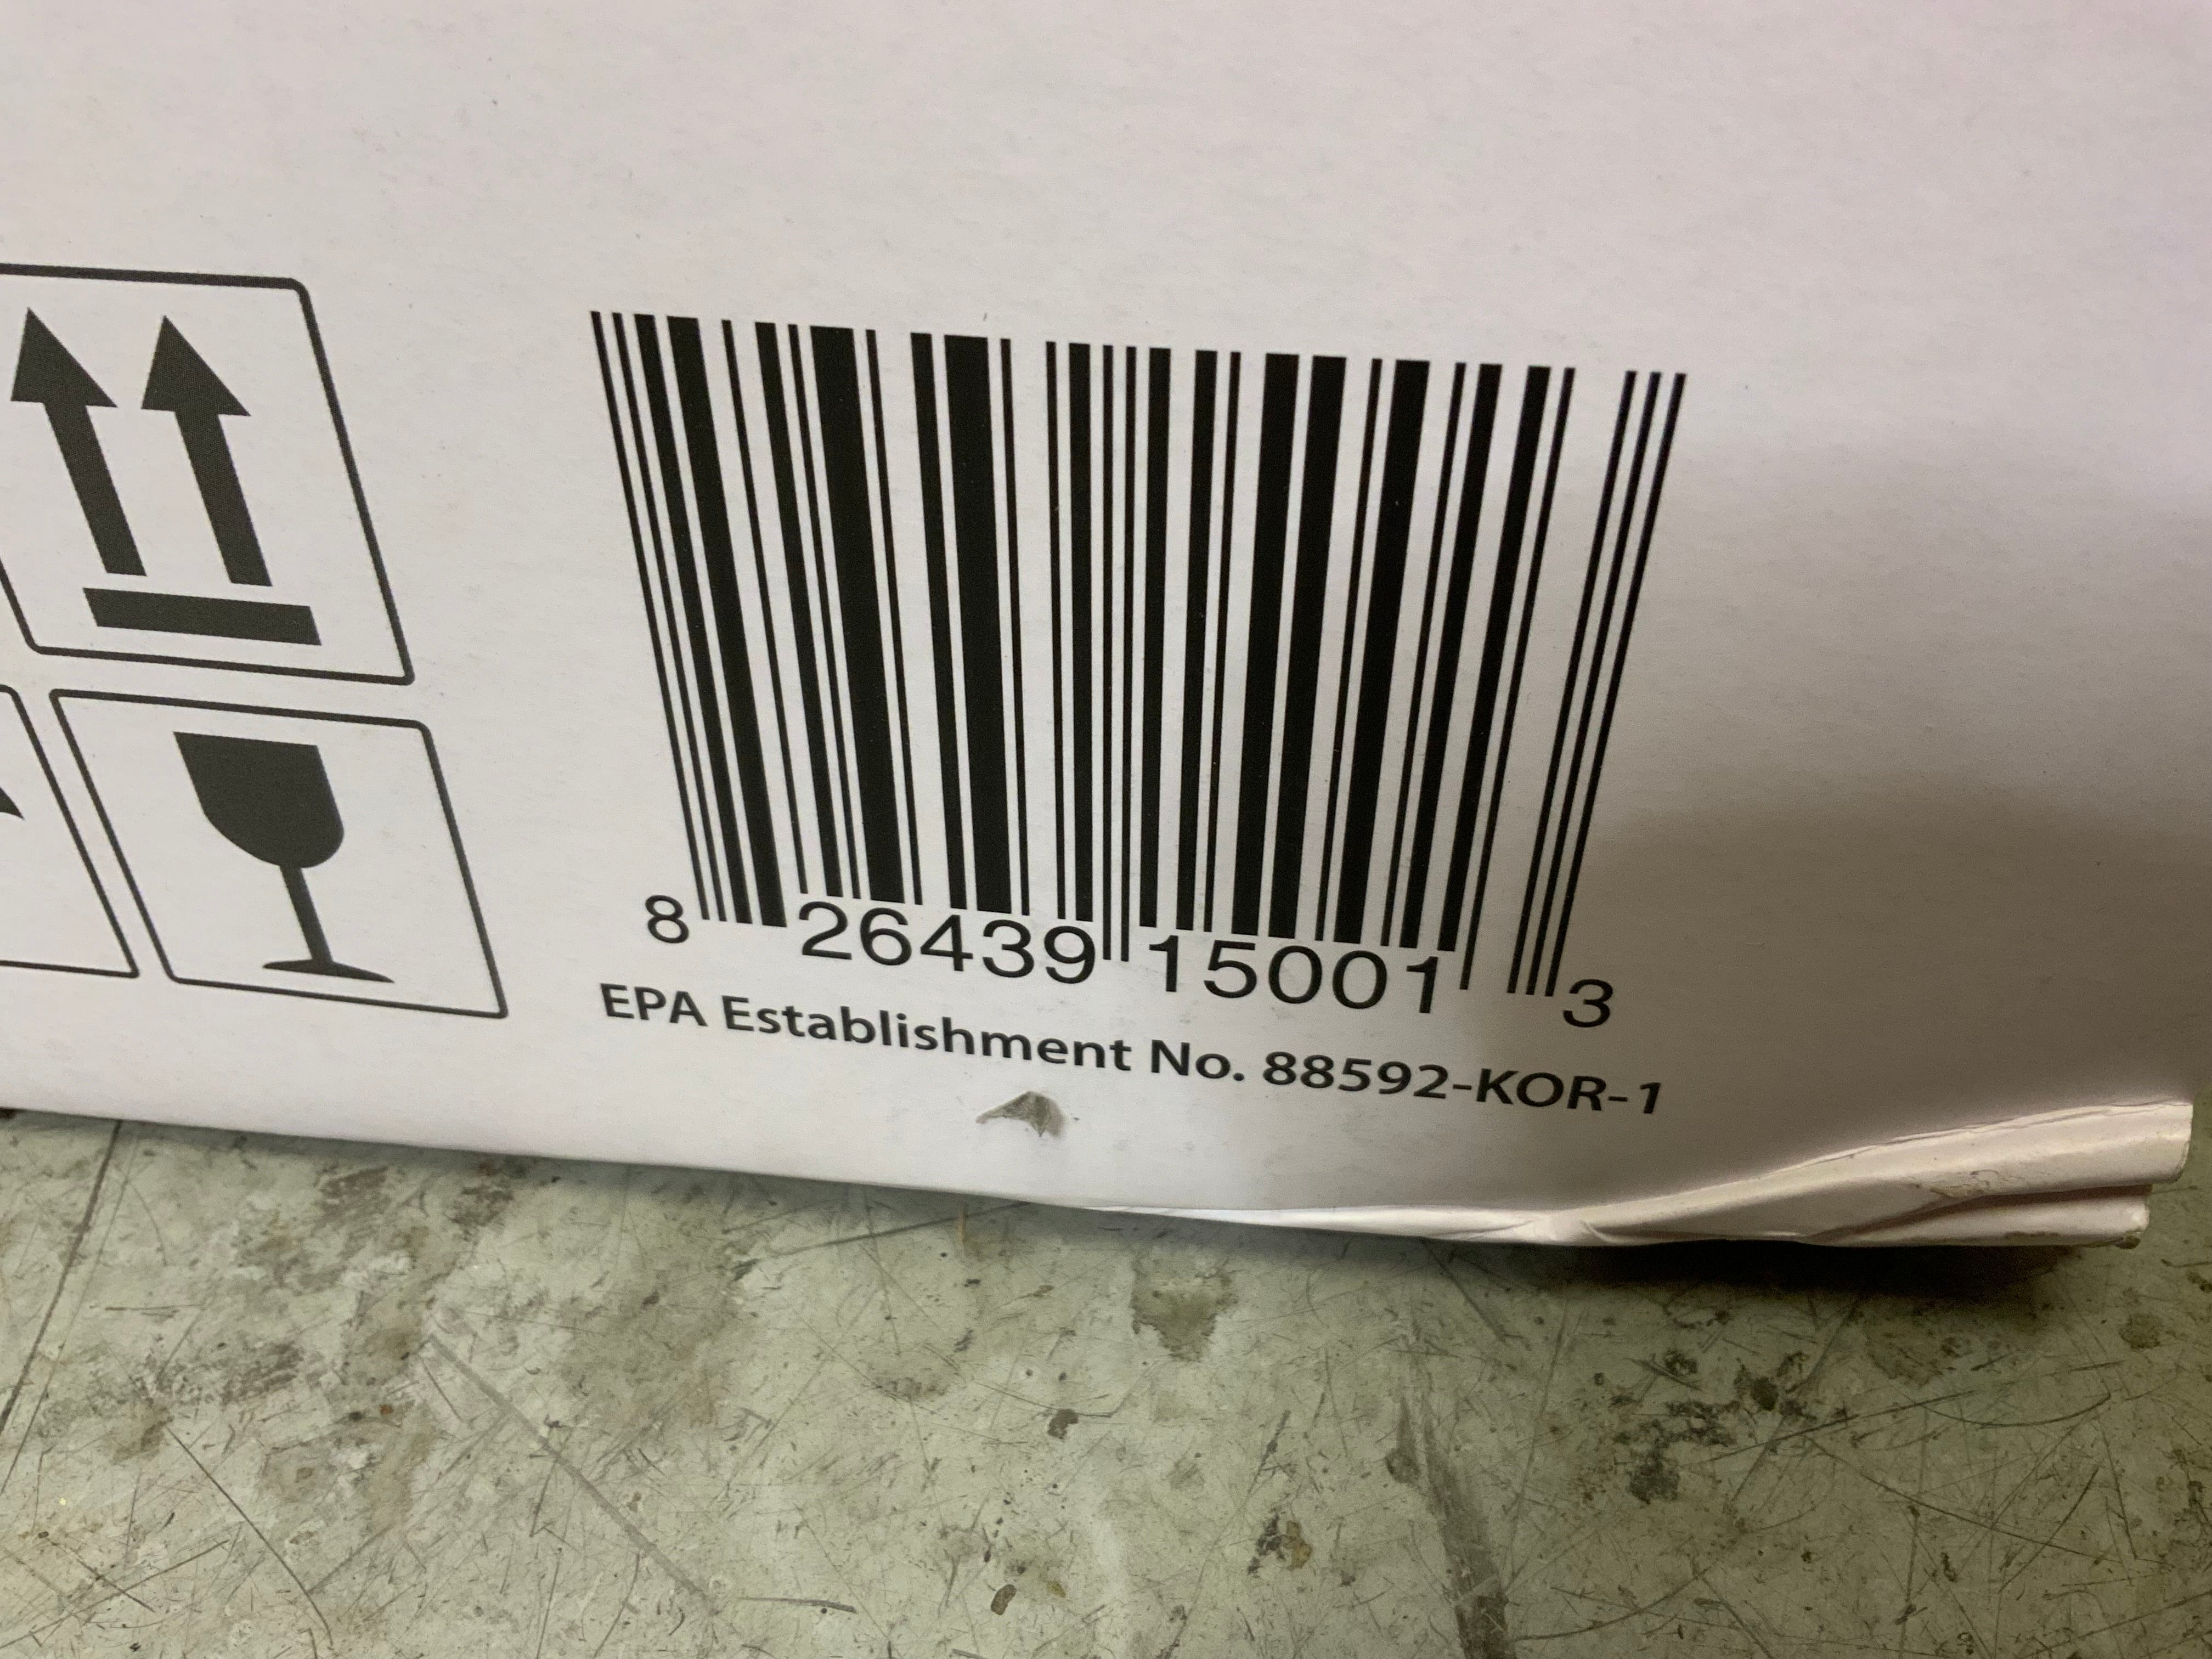 8 26439 15001 3
EPA Establishment No. 88592-KOR-1